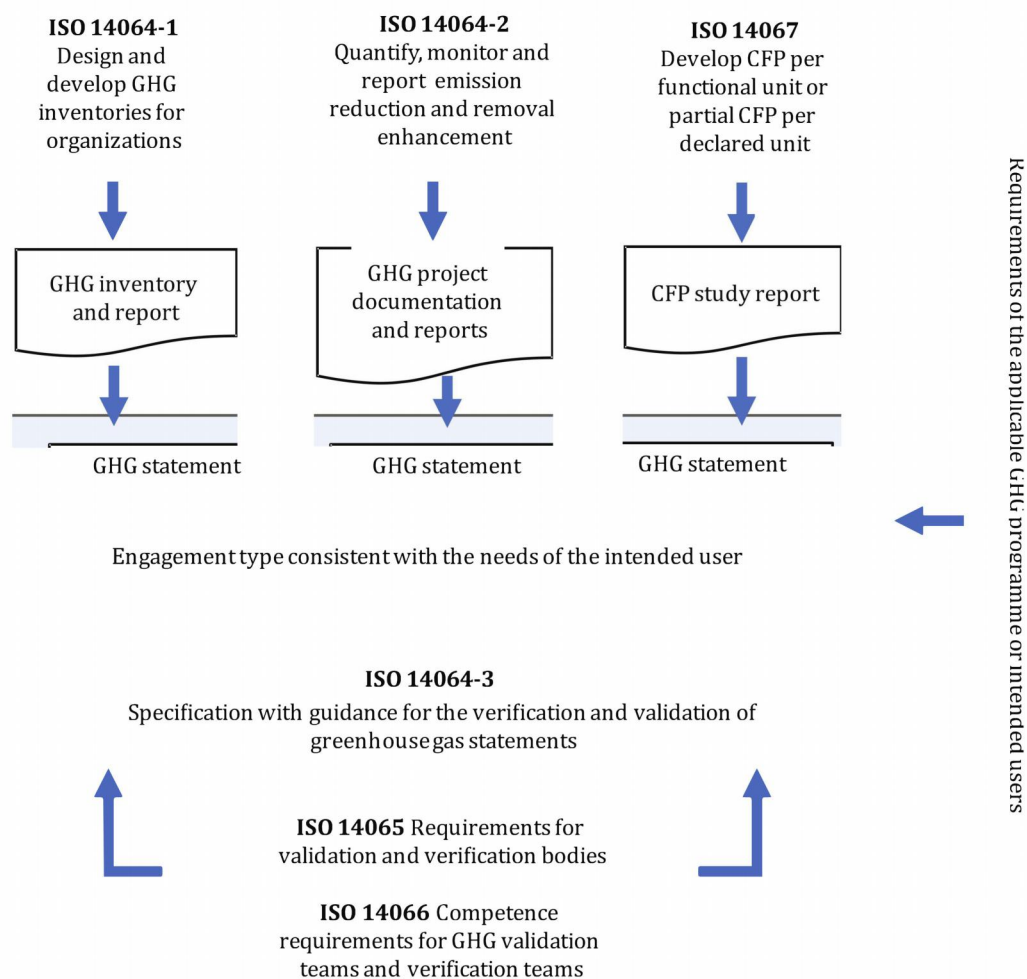 ISO 14064-1
Design and
develop GHG
inventories for
organizations
ISO 14064-2
Quantify, monitor and
report emission
reduction and removal
enhancement
ISO 14067
Develop CFP per
functional unit or
partial CFP per
declared unit
GHG inventory
and report
GHG project
documentation
and reports
CFP study report
GHG statement
GHG statement
GHG statement
Requirements of the applicable GHG programme or intended users
Engagement type consistent with the needs of the intended user
ISO 14064-3
Specification with guidance for the verification and validation of
greenhouse gas statements
ISO 14065 Requirements for
validation and verification bodies
ISO 14066 Competence
requirements for GHG validation
teams and verification teams